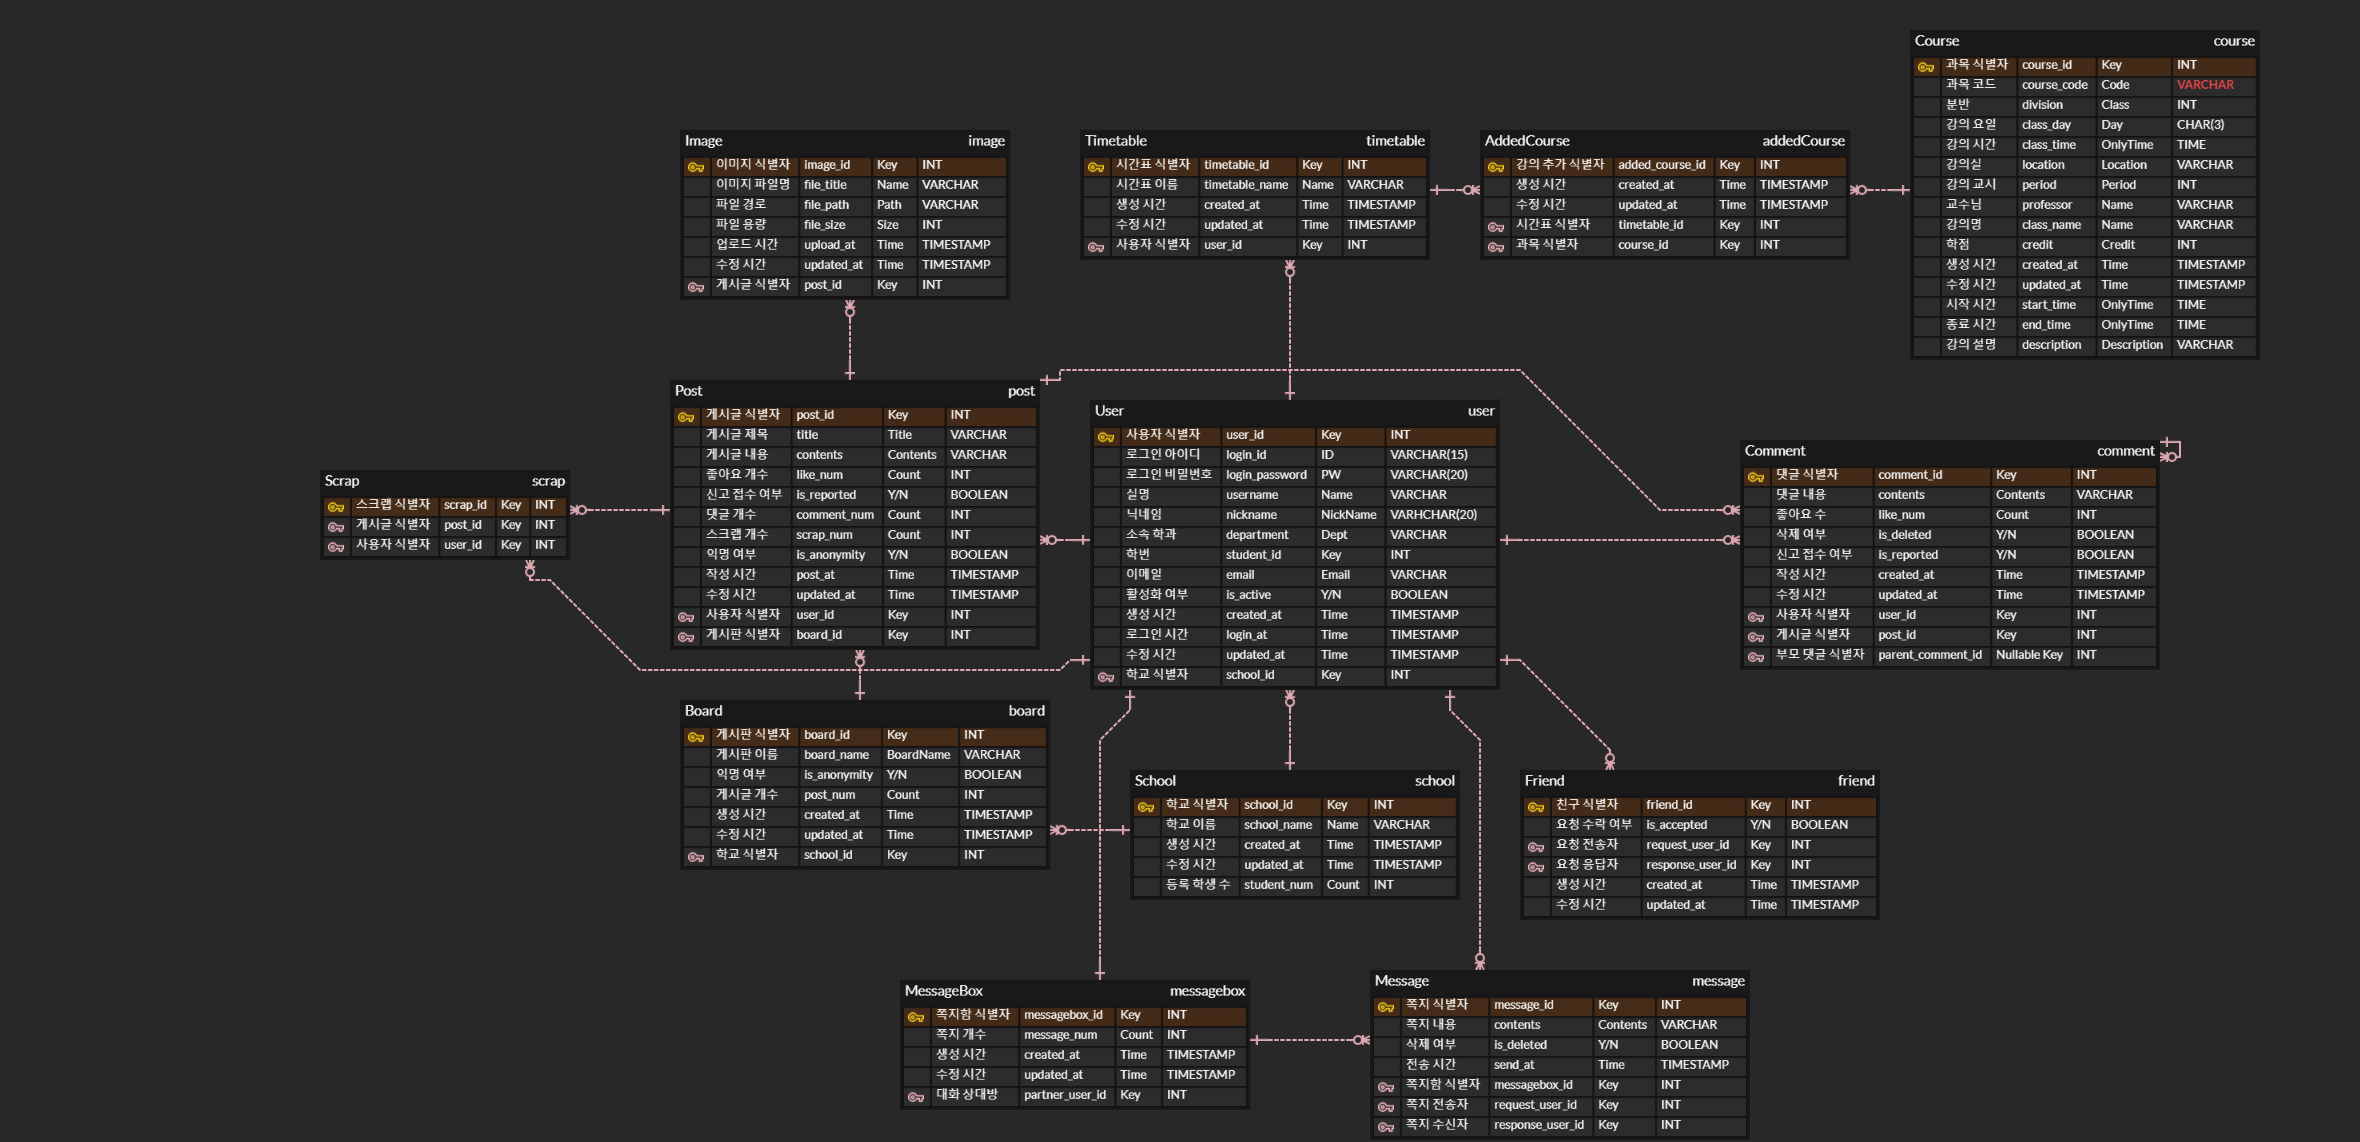 Course course
과목 식별자 course_id Key INT
과목 코드 course_code Code VARCHAR
분반 division Class INT
강의 요일 class_day Day CHAR(3)
강의 시간 class_time OnlyTime TIME
강의실 location Location VARCHAR
강의 교시 period Period INT
교수님 professor Name VARCHAR
강의명 class_name Name VARCHAR
학점 credit Credit INT
생성 시간 created_at Time TIMESTAMP
수정 시간 updated_at Time TIMESTAMP
시작 시간 start_time OnlyTime TIME
종료 시간 end_time OnlyTime TIME
강의 설명 description Description VARCHAR
Image image
이미지 식별자 image_id Key INT
이미지 파일명 file_title Name VARCHAR
파일 경로 file_path Path VARCHAR
파일 용량 file_size Size INT
업로드 시간 upload_at Time TIMESTAMP
수정 시간 updated_at Time TIMESTAMP
게시글 식별자 post_id Key INT
Timetable timetable
시간표 식별자 timetable_id Key INT
시간표 이름 timetable_name Name VARCHAR
생성 시간 created_at Time TIMESTAMP
수정 시간 updated_at Time TIMESTAMP
사용자 식별자 user_id Key INT
AddedCourse addedCourse
강의 추가 식별자 added_course_id Key INT
생성 시간 created_at Time TIMESTAMP
수정 시간 updated_at Time TIMESTAMP
시간표 식별자 timetable_id Key INT
과목 식별자 course_id Key INT
Post post
게시글 식별자 post_id Key INT
게시글 제목 title Title VARCHAR
게시글 내용 contents Contents VARCHAR
좋아요 개수 like_num Count INT
신고 접수 여부 is_reported Y/N BOOLEAN
댓글 개수 comment_num Count INT
스크랩 개수 scrap_num Count INT
익명 여부 is_anonymity Y/N BOOLEAN
작성 시간 post_at Time TIMESTAMP
수정 시간 updated_at Time TIMESTAMP
사용자 식별자 user_id Key INT
게시판 식별자 board_id Key INT
User user
사용자 식별자 user_id Key INT
로그인 아이디 login_id ID VARCHAR(15)
로그인 비밀번호 login_password PW VARCHAR(20)
실명 username Name VARCHAR
닉네임 nickname NickName VARHCHAR(20)
소속 학과 department Dept VARCHAR
학번 student_id Key INT
이메일 email Email VARCHAR
활성화 여부 is_active Y/N BOOLEAN
생성 시간 created_at Time TIMESTAMP
로그인 시간 login_at Time TIMESTAMP
수정 시간 updated_at Time TIMESTAMP
학교 식별자 school_id Key INT
Comment comment
댓글 식별자 comment_id Key INT
댓글 내용 contents Contents VARCHAR
좋아요 수 like_num Count INT
삭제 여부 is_deleted Y/N BOOLEAN
신고 접수 여부 is_reported Y/N BOOLEAN
작성 시간 created_at Time TIMESTAMP
수정 시간 updated_at Time TIMESTAMP
사용자 식별자 user_id Key INT
게시글 식별자 post_id Key INT
부모 댓글 식별자 parent_comment_id Nullable Key INT
Scrap scrap
스크랩 식별자 scrap_id Key INT
게시글 식별자 post_id Key INT
사용자 식별자 user_id Key INT
Board board
게시판 식별자 board_id Key INT
게시판 이름 board_name BoardName VARCHAR
익명 여부 is_anonymity Y/N BOOLEAN
게시글 개수 post_num Count INT
생성 시간 created_at Time TIMESTAMP
수정 시간 updated_at Time TIMESTAMP
학교 식별자 school_id Key INT
School school
학교 식별자 school_id Key INT
학교 이름 school_name Name VARCHAR
생성 시간 created_at Time TIMESTAMP
수정 시간 updated_at Time TIMESTAMP
등록 학생 수 student_num Count INT
Friend friend
친구 식별자 friend_id Key INT
요청 수락 여부 is_accepted Y/N BOOLEAN
요청 전송자 request_user_id Key INT
요청 응답자 response_user_id Key INT
생성 시간 created_at Time TIMESTAMP
수정 시간 updated_at Time TIMESTAMP
MessageBox messagebox
쪽지함 식별자 messagebox_id Key INT
쪽지 개수 message_num Count INT
생성 시간 created_at Time TIMESTAMP
수정 시간 updated_at Time TIMESTAMP
대화 상대방 partner_user_id Key INT
Message message
쪽지 식별자 message_id Key INT
쪽지 내용 contents Contents VARCHAR
삭제 여부 is_deleted Y/N BOOLEAN
전송 시간 send_at Time TIMESTAMP
쪽지함 식별자 messagebox_id Key INT
쪽지 전송자 request_user_id Key INT
쪽지 수신자 response_user_id Key INT